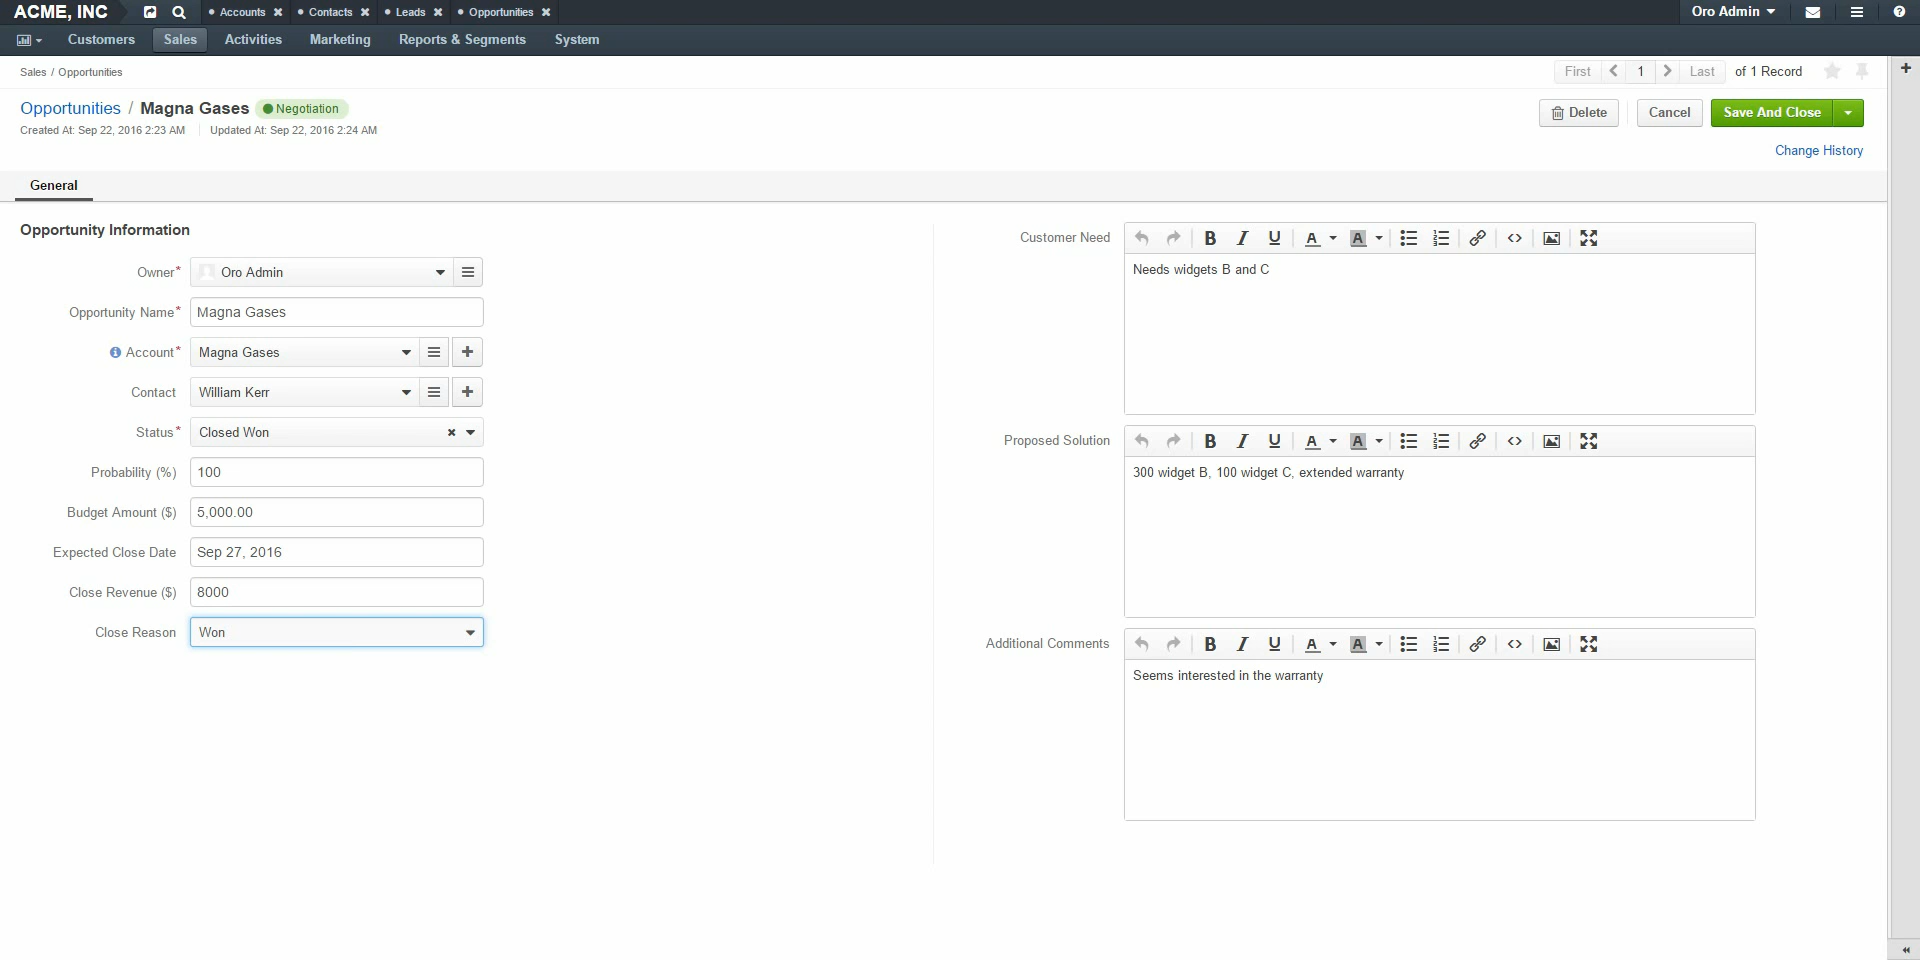 ACME, INC Accounts Contacts Leads Opportunities Oro Admin
Customers Sales Activities Marketing Reports & Segments System
Sales / Opportunities First 1 Last of 1 Record
Opportunities / Magna Gases Negotiation Delete Cancel Save And Close
Created At: Sep 22, 2016 2:23 AM Updated At: Sep 22, 2016 2:24 AM
Change History
General
Opportunity Information
Owner* Oro Admin
Opportunity Name* Magna Gases
Account* Magna Gases
Contact William Kerr
Status* Closed Won
Probability (%) 100
Budget Amount ($) 5,000.00
Expected Close Date Sep 27, 2016
Close Revenue ($) 8000
Close Reason Won
Customer Need B I U A A
Needs widgets B and C
Proposed Solution B I U A A
300 widget B, 100 widget C, extended warranty
Additional Comments B I U A A
Seems interested in the warranty